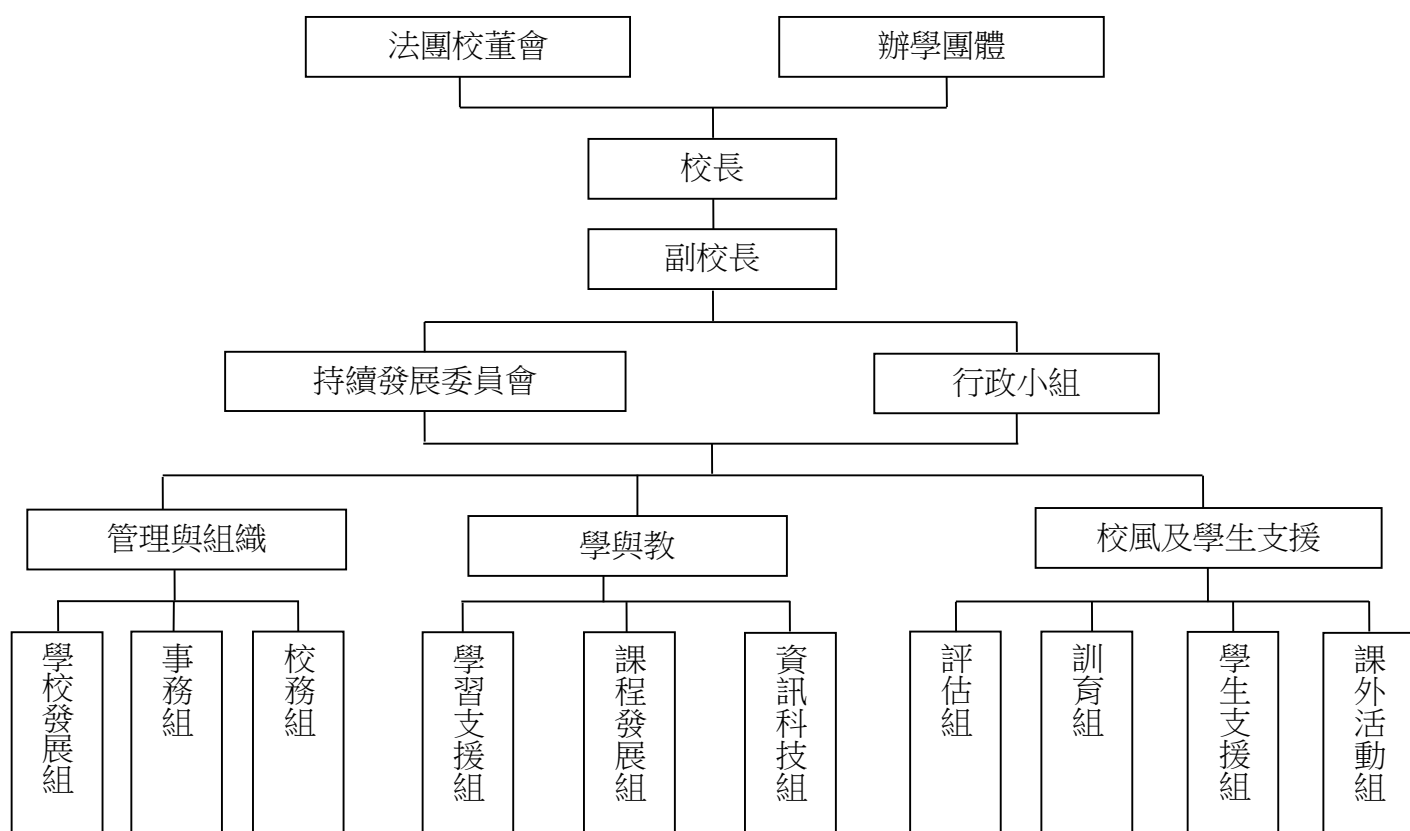 法團校董會
辦學團體
校長
副校長
持續發展委員會
行政小組
管理與組織
學與教
校風及學生支援
學校發展組
事務組
校務組
學習支援組
課程發展組
資訊科技組
評估組
訓育組
學生支援組
課外活動組